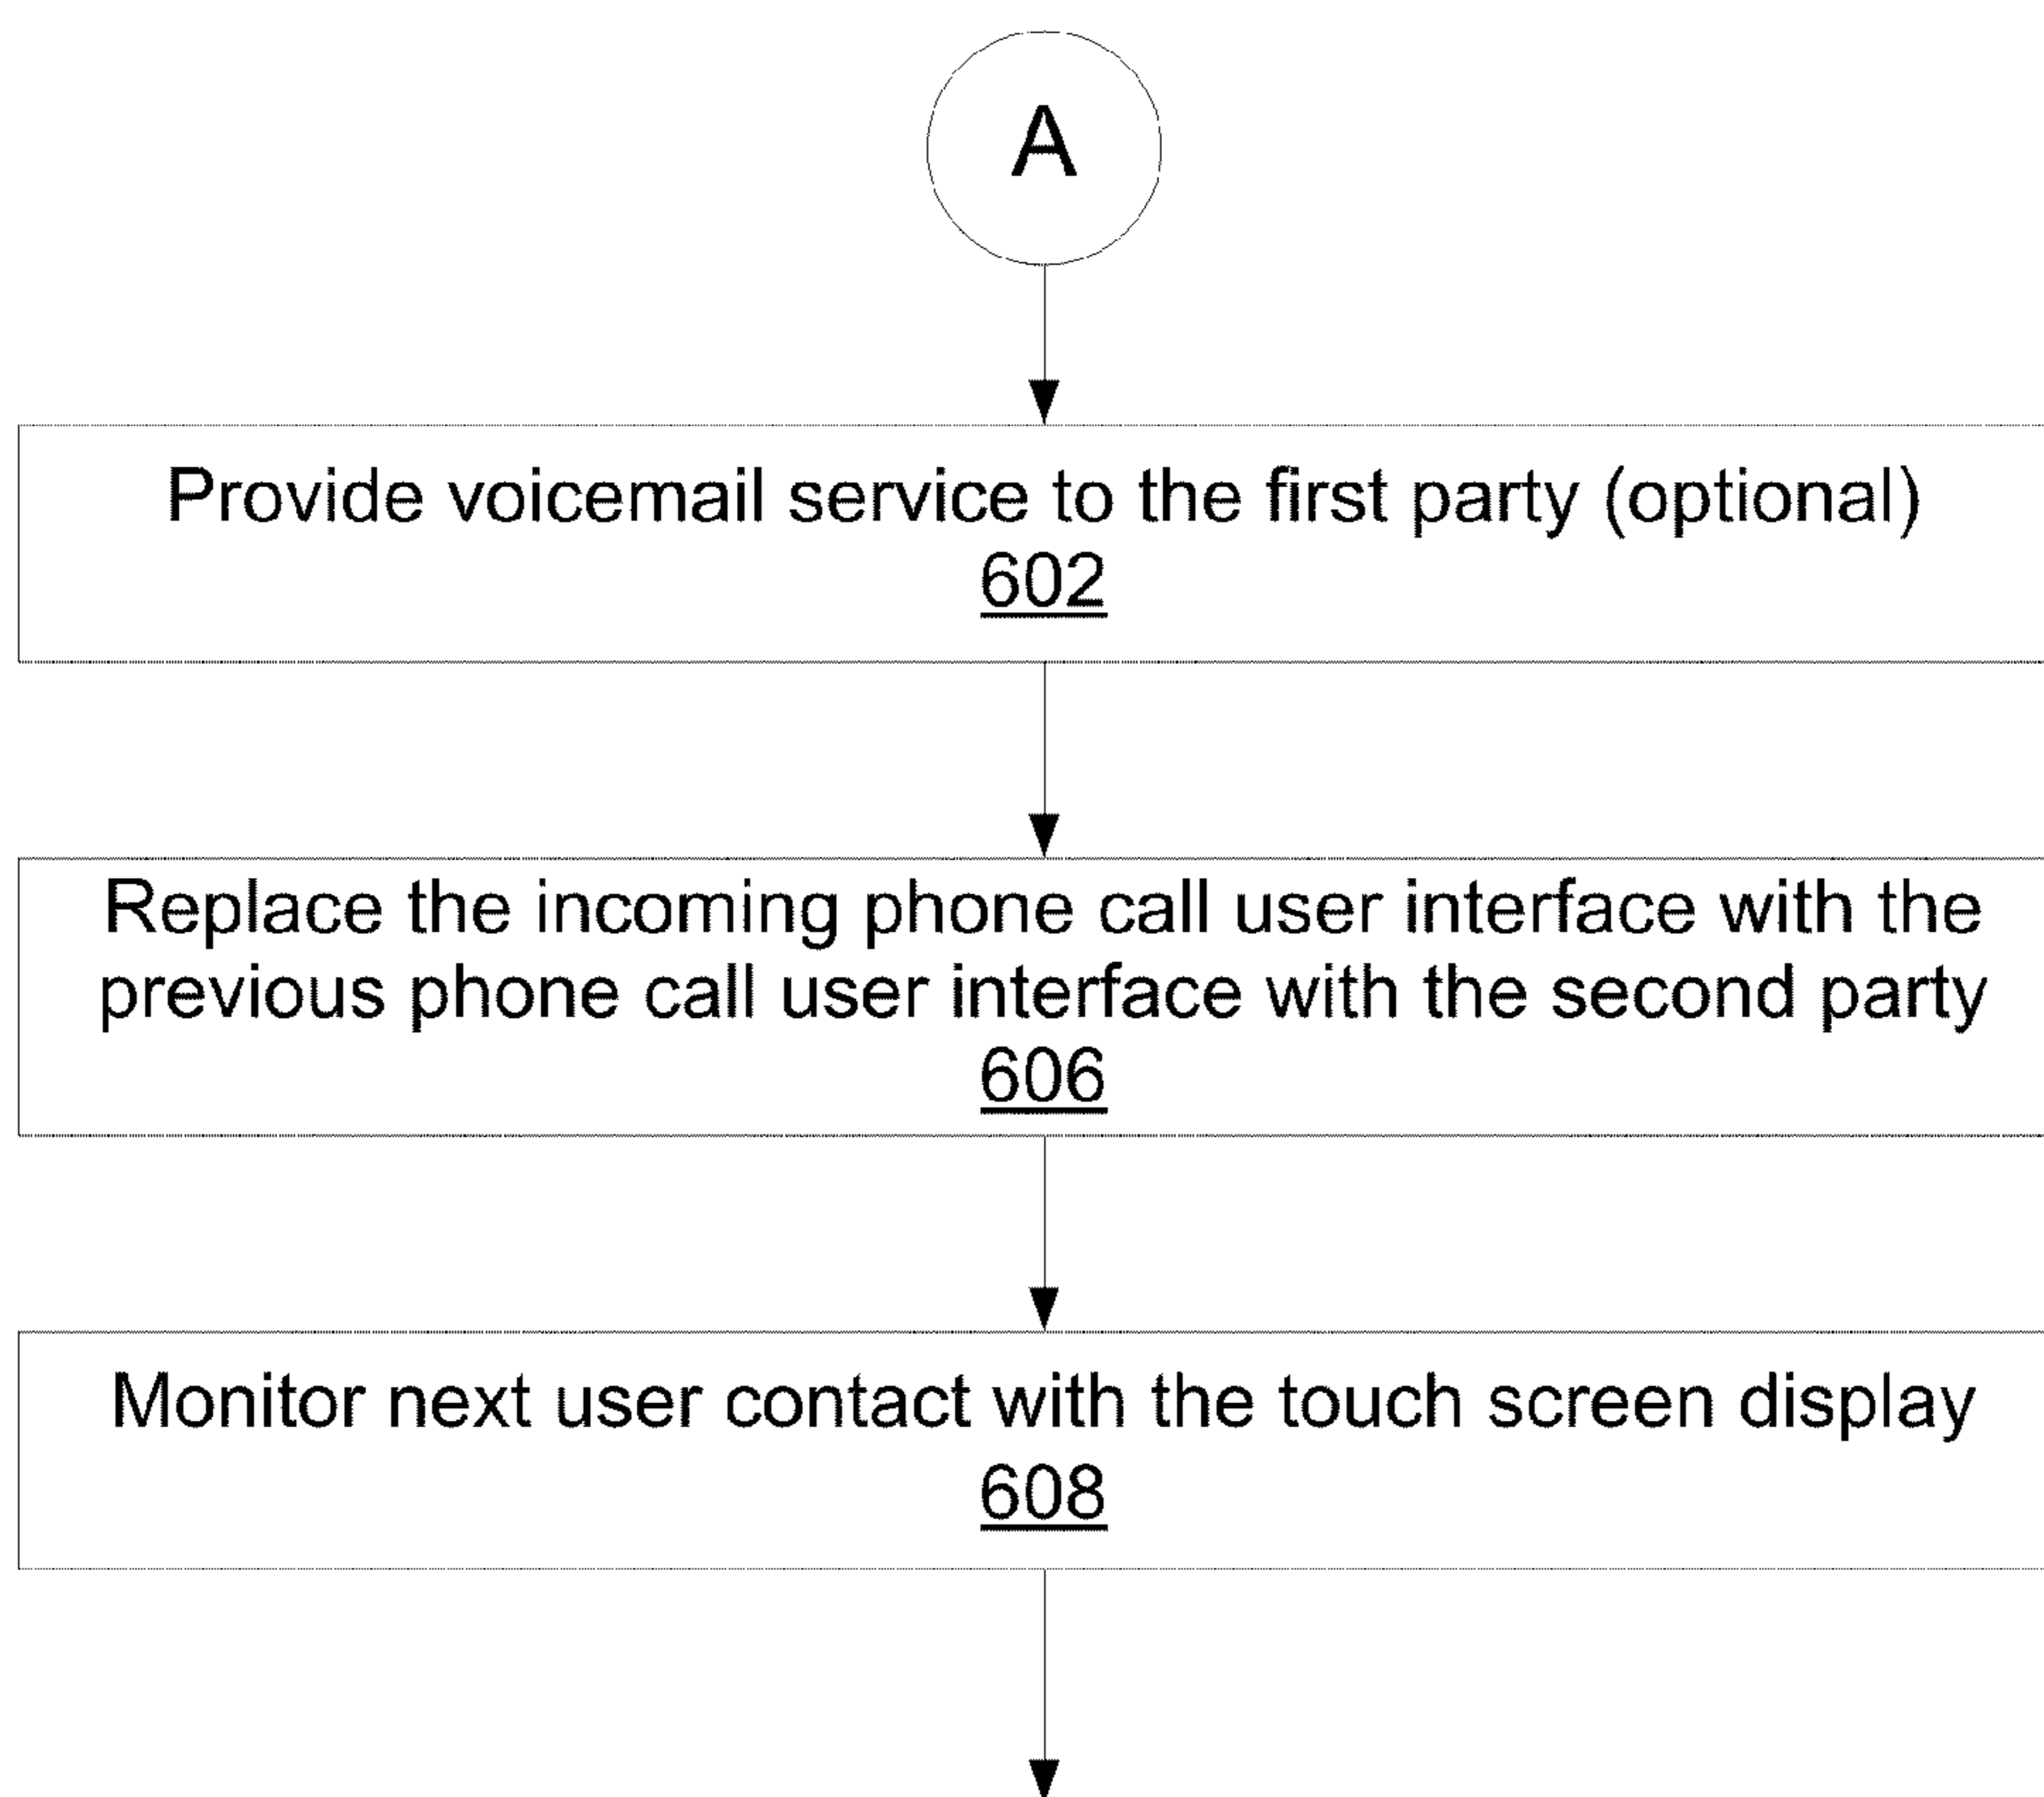 A
Provide voicemail service to the first party (optional)
602
Replace the incoming phone call user interface with the
previous phone call user interface with the second party
606
Monitor next user contact with the touch screen display
608